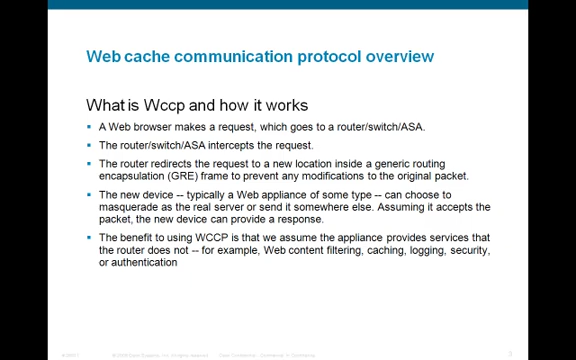 Web cache communication protocol overview
What is Wccp and how it works
A Web browser makes a request, which goes to a router/switch/ASA.
The router/switch/ASA intercepts the request.
The router redirects the request to a new location inside a generic routing
encapsulation (GRE) frame to prevent any modifications to the original packet.
The new device -- typically a Web appliance of some type -- can choose to
masquerade as the real server or send it somewhere else. Assuming it accepts the
packet, the new device can provide a response.
The benefit to using WCCP is that we assume the appliance provides services that
the router does not -- for example, Web content filtering, caching, logging, security,
or authentication
3